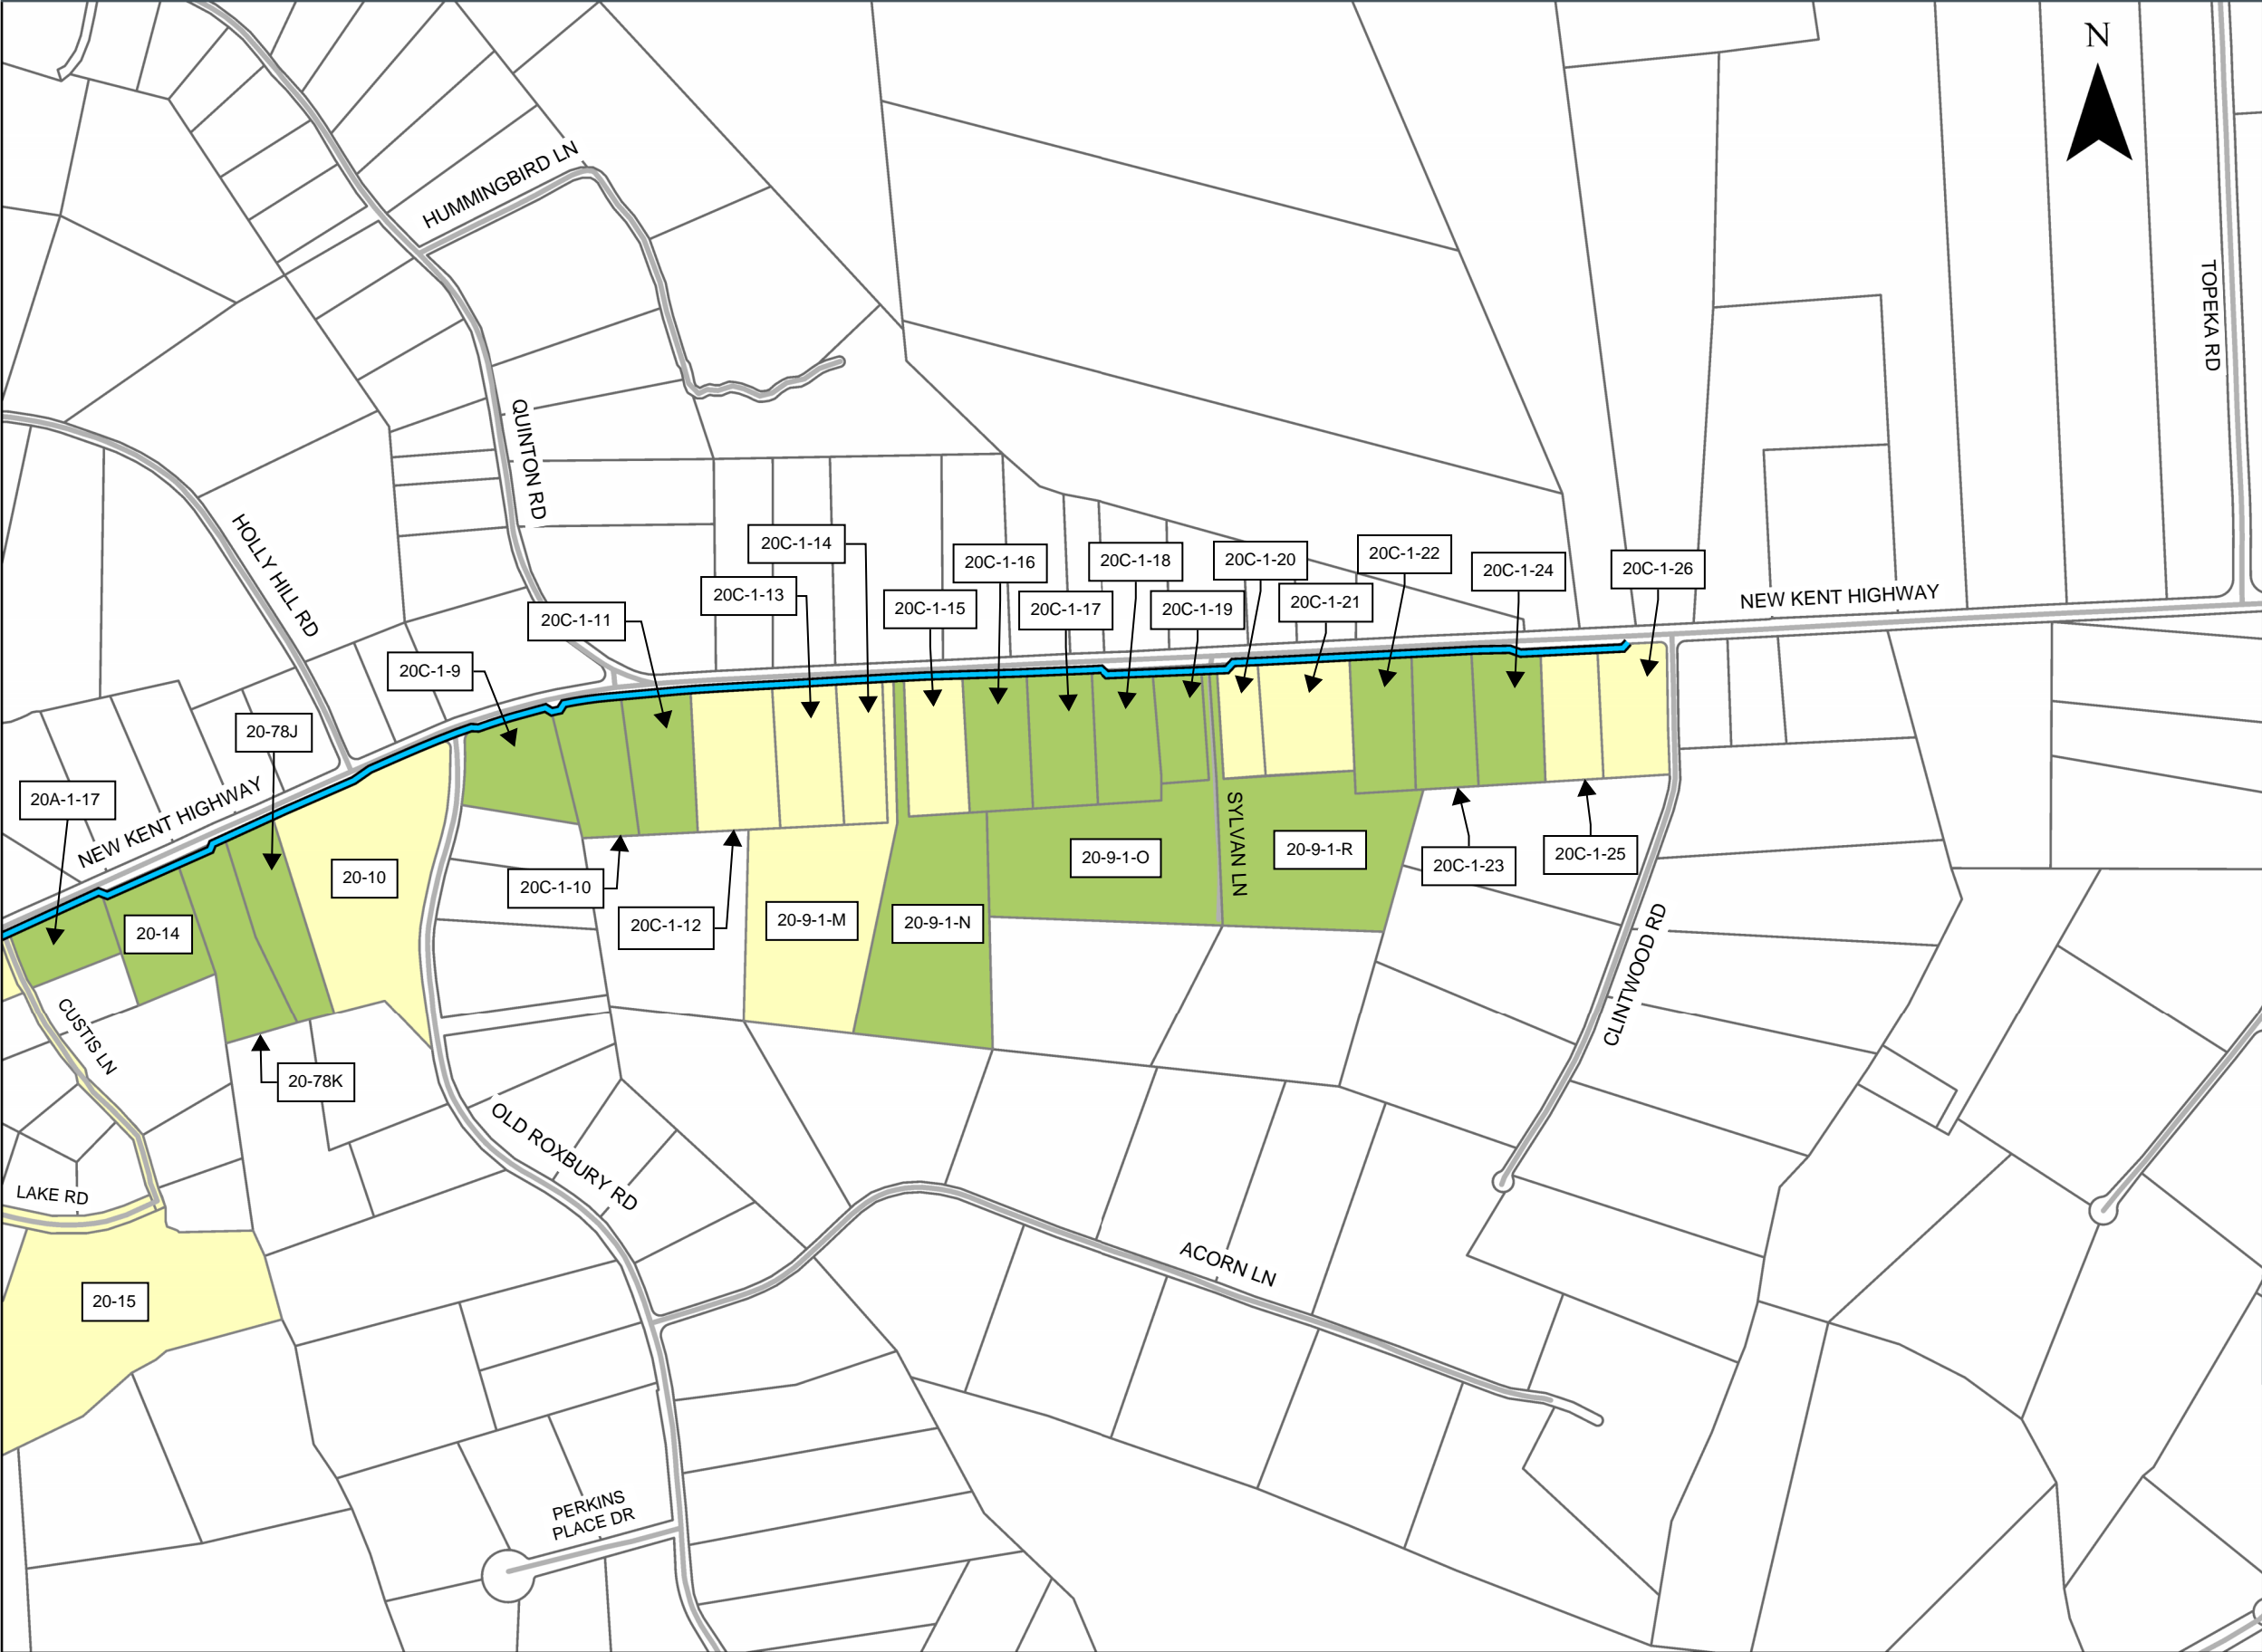 N
HUMMINGBIRD LN
TOPEKA RD
QUINTON RD
HOLLY HILL RD
20C-1-14
20C-1-16
20C-1-18
20C-1-20
20C-1-22
20C-1-24
20C-1-26
20C-1-13
20C-1-15
20C-1-17
20C-1-19
20C-1-21
NEW KENT HIGHWAY
20C-1-11
20C-1-9
20-78J
20A-1-17
NEW KENT HIGHWAY
20-10
20C-1-10
20C-1-12
20-9-1-M
20-9-1-N
20-9-1-O
SYLVAN LN
20-9-1-R
20C-1-23
20C-1-25
20-14
CUSTIS LN
20-78K
CLINTWOOD RD
OLD ROXBURY RD
LAKE RD
20-15
ACORN LN
PERKINS
PLACE DR